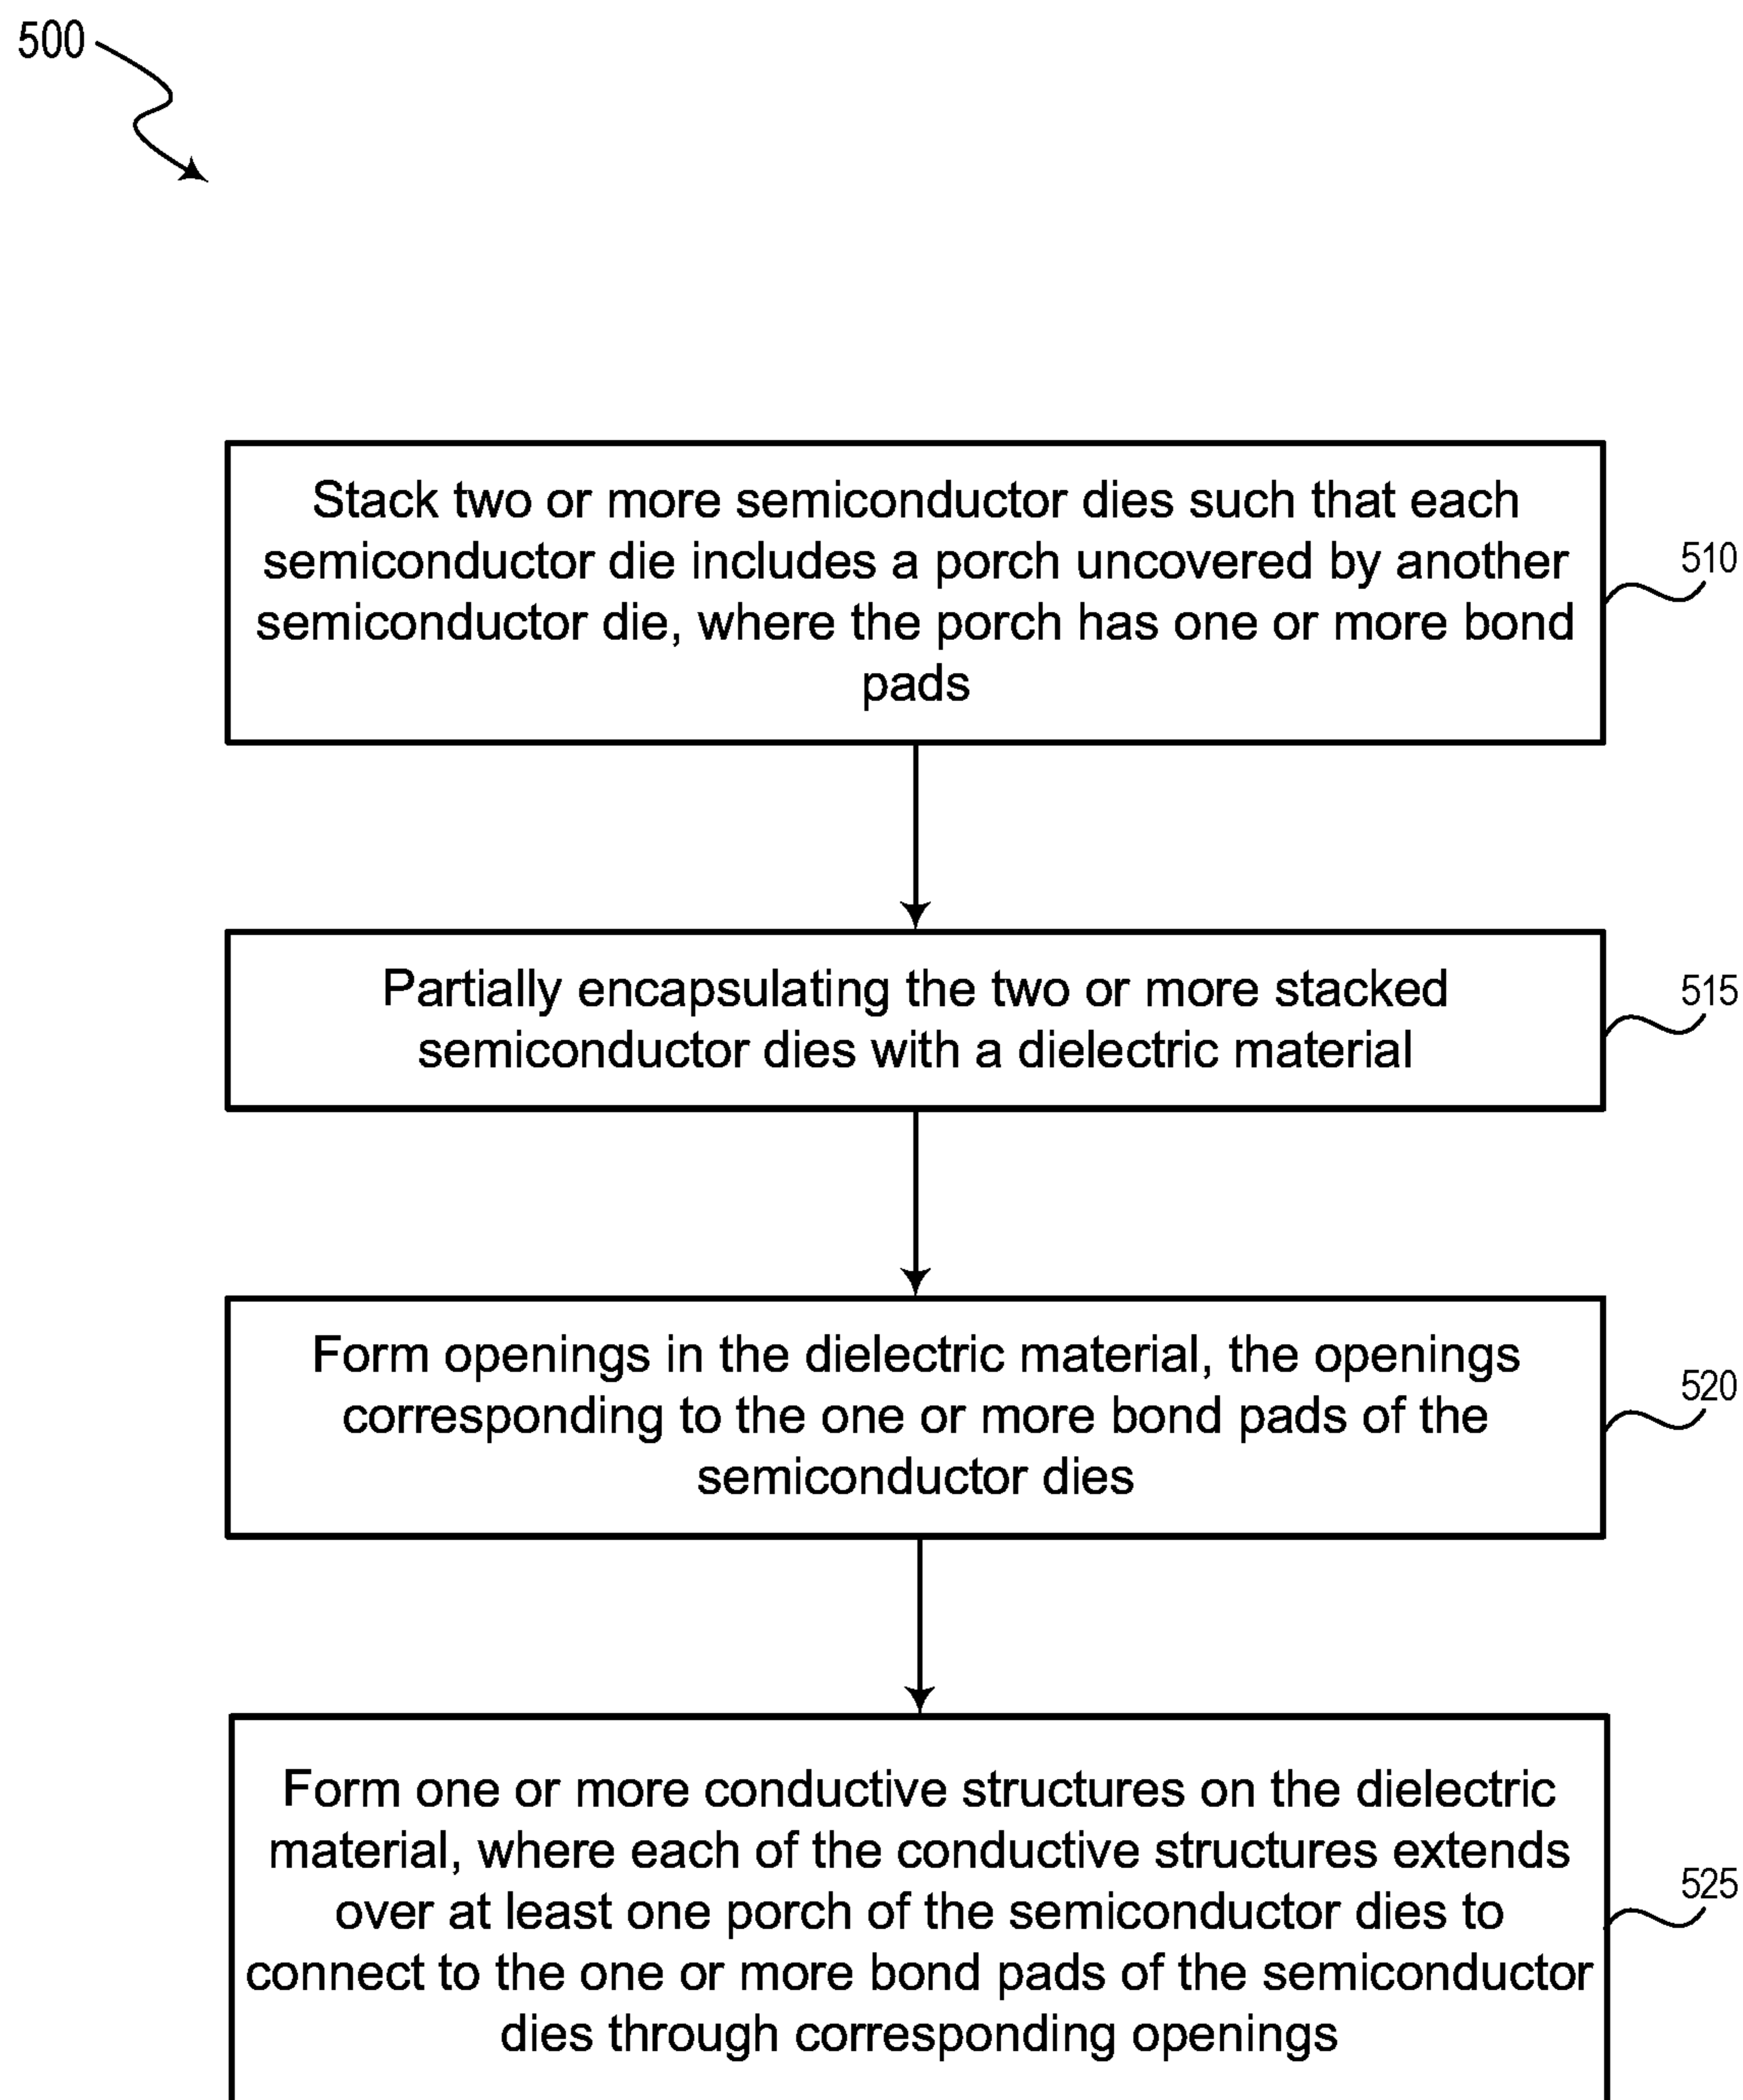 500
Stack two or more semiconductor dies such that each
semiconductor die includes a porch uncovered by another
semiconductor die, where the porch has one or more bond
pads
510
Partially encapsulating the two or more stacked
semiconductor dies with a dielectric material
515
Form openings in the dielectric material, the openings
corresponding to the one or more bond pads of the
semiconductor dies
520
Form one or more conductive structures on the dielectric
material, where each of the conductive structures extends
over at least one porch of the semiconductor dies to
connect to the one or more bond pads of the semiconductor
dies through corresponding openings
525